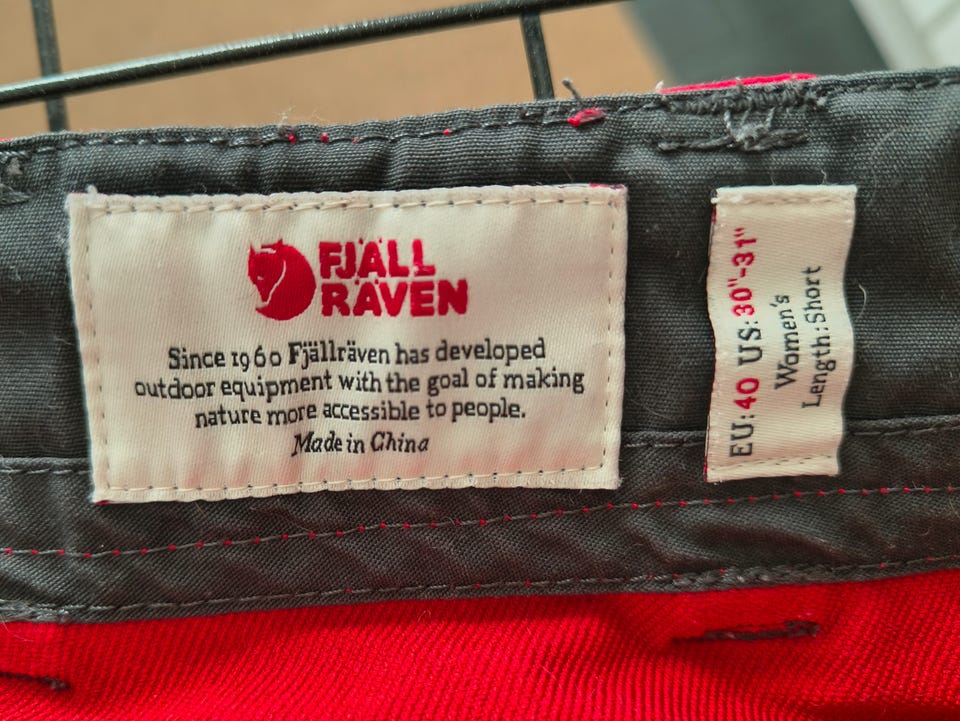 FJÄLL
RÄVEN
Since 1960 Fjällräven has developed
outdoor equipment with the goal of making
nature more accessible to people.
Made in China
EU:40 US:30"-31"
Women's
Length:Short